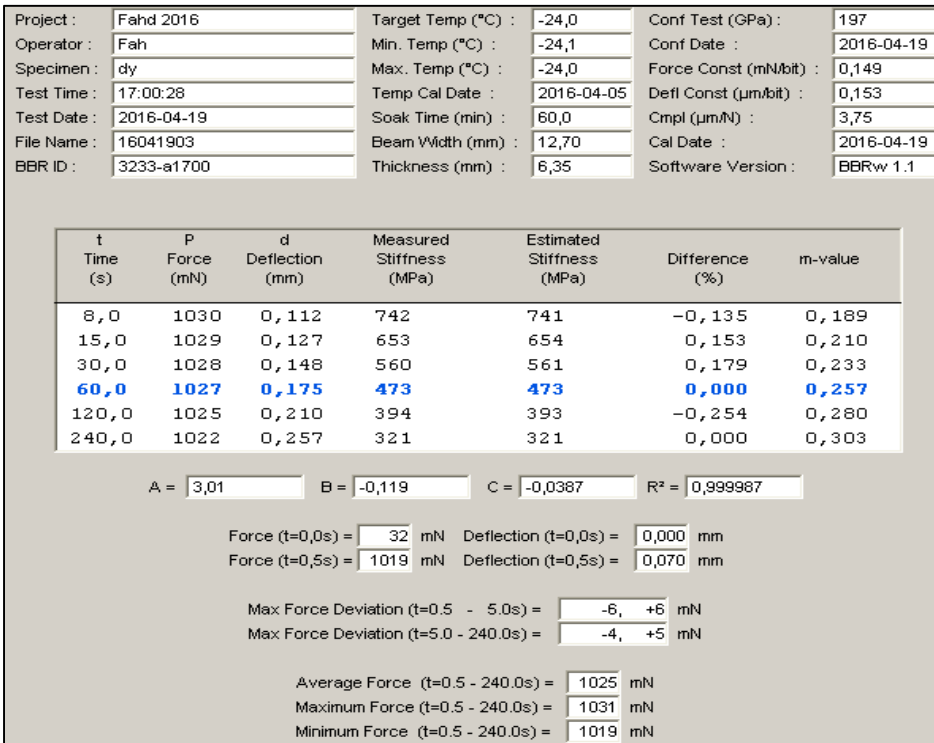 Project : Fahd 2016 Target Temp (°C) : -24,0 Conf Test (GPa) : 197
Operator : Fah Min. Temp (°C) : -24,1 Conf Date : 2016-04-19
Specimen : dy Max. Temp (°C) : -24,0 Force Const (mN/bit) : 0,149
Test Time : 17:00:28 Temp Cal Date : 2016-04-05 Defl Const (µm/bit) : 0,153
Test Date : 2016-04-19 Soak Time (min) : 60,0 Cmpl (µm/N) : 3,75
File Name : 16041903 Beam Width (mm) : 12,70 Cal Date : 2016-04-19
BBR ID : 3233-a1700 Thickness (mm) : 6,35 Software Version : BBRw 1.1
t P d Measured Estimated
Time Force Deflection Stiffness Stiffness Difference m-value
(s) (mN) (mm) (MPa) (MPa) (%)
8,0 1030 0,112 742 741 -0,135 0,189
15,0 1029 0,127 653 654 0,153 0,210
30,0 1028 0,148 560 561 0,179 0,233
60,0 1027 0,175 473 473 0,000 0,257
120,0 1025 0,210 394 393 -0,254 0,280
240,0 1022 0,257 321 321 0,000 0,303
A = 3,01 B = -0,119 C = -0,0387 R² = 0,999987
Force (t=0,0s) = 32 mN Deflection (t=0,0s) = 0,000 mm
Force (t=0,5s) = 1019 mN Deflection (t=0,5s) = 0,070 mm
Max Force Deviation (t=0.5 - 5.0s) = -6, +6 mN
Max Force Deviation (t=5.0 - 240.0s) = -4, +5 mN
Average Force (t=0.5 - 240.0s) = 1025 mN
Maximum Force (t=0.5 - 240.0s) = 1031 mN
Minimum Force (t=0.5 - 240.0s) = 1019 mN